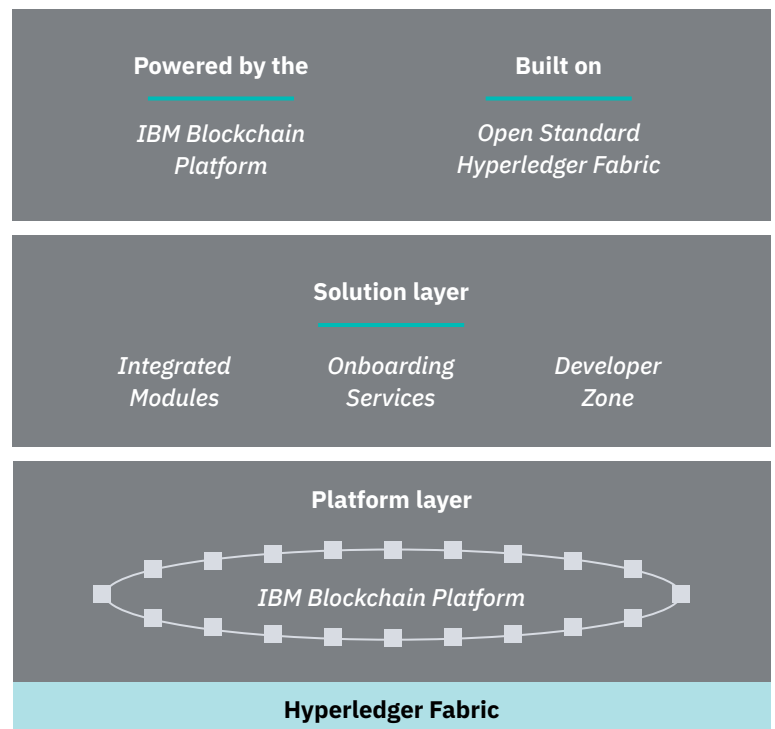 Powered by the
IBM Blockchain
Platform
Built on
Open Standard
Hyperledger Fabric
Solution layer
Integrated
Modules
Onboarding
Services
Developer
Zone
Platform layer
IBM Blockchain Platform
Hyperledger Fabric